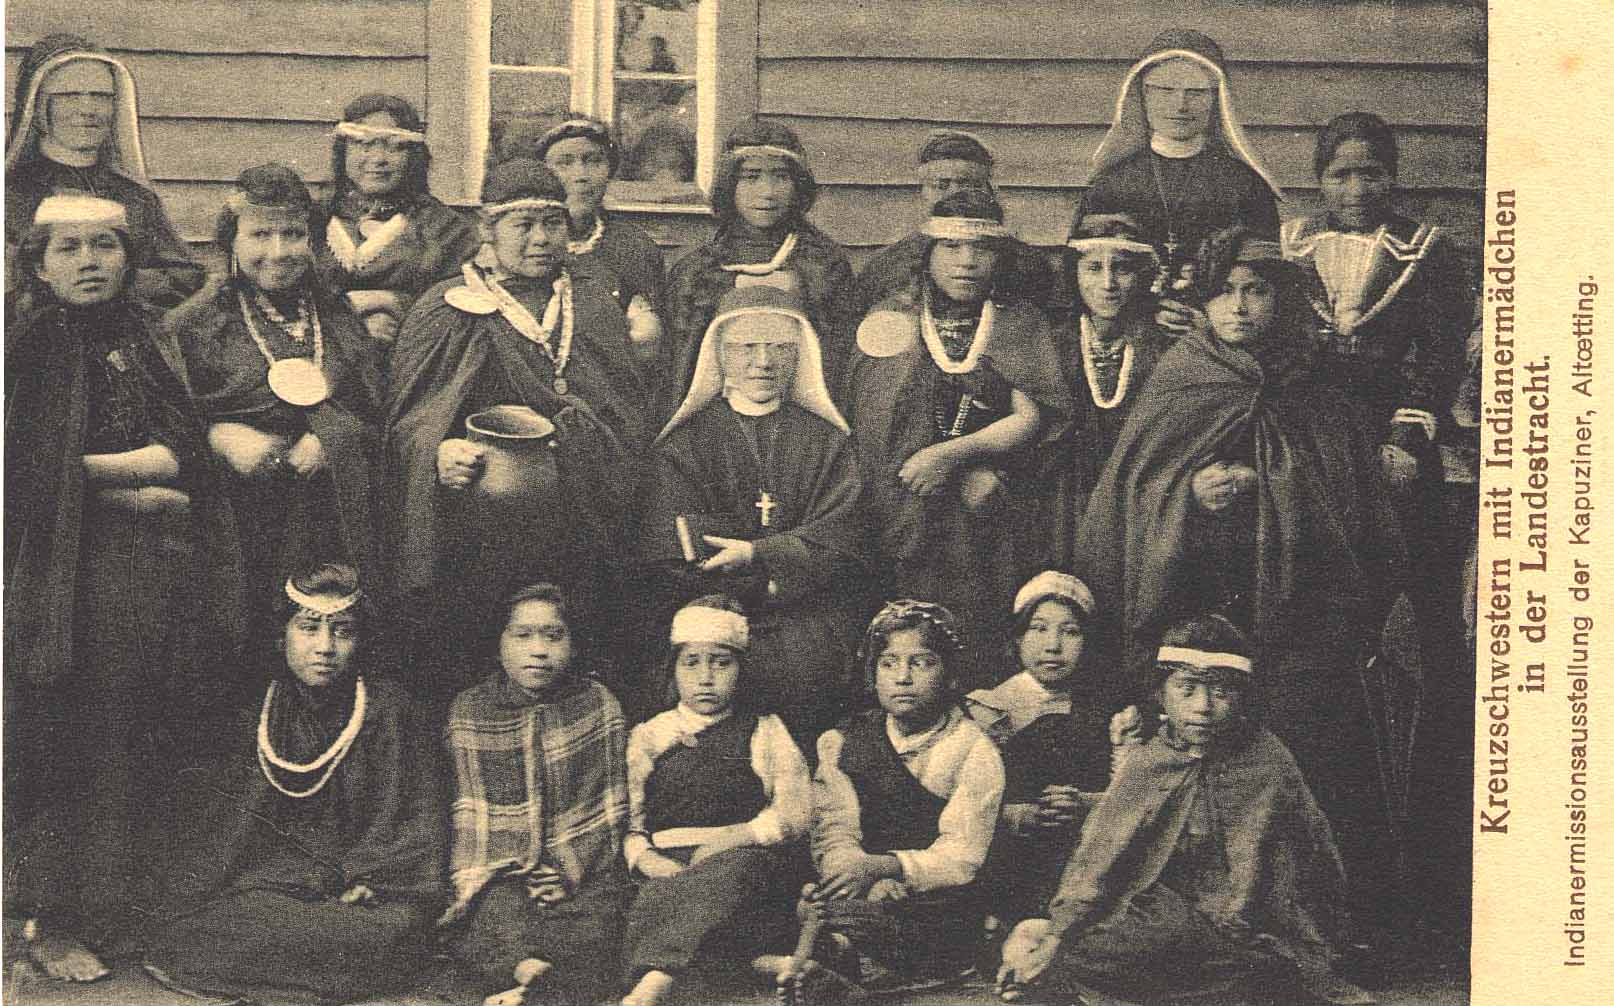 Kreuzschwestern mit Indianermädchen
in der Landestracht.
Indianermissionsausstellung der Kapuziner, Altœtting.